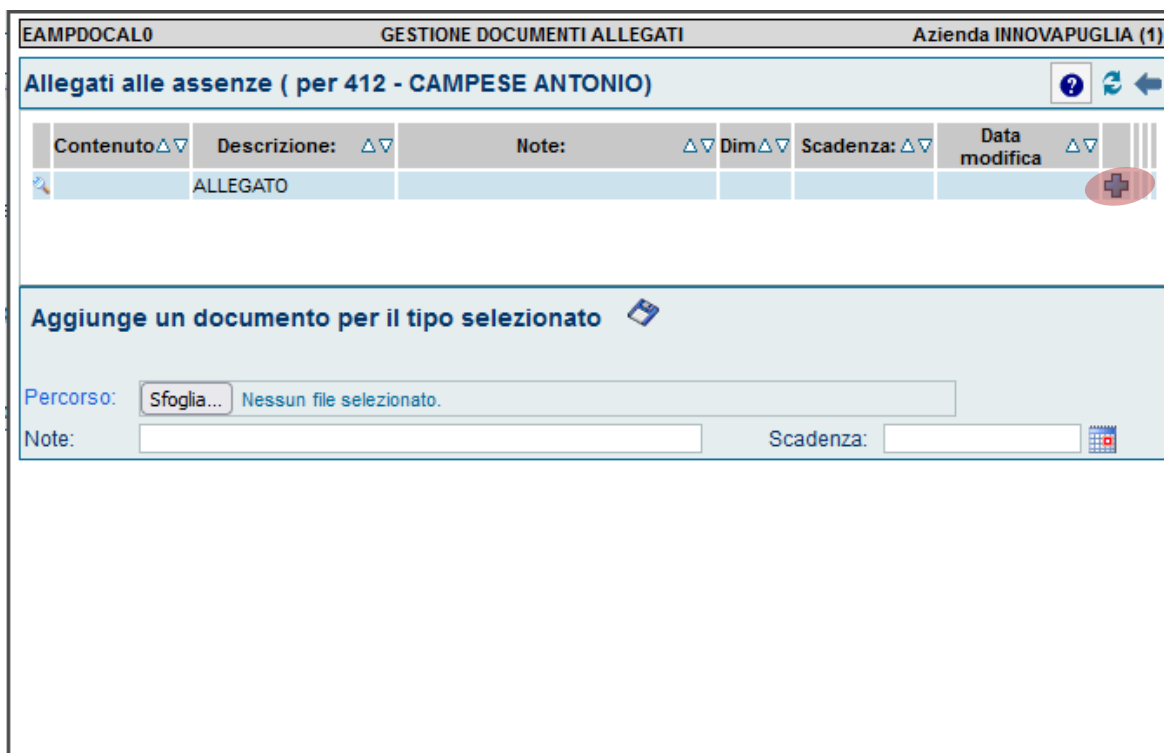 EAMPDOCAL0 GESTIONE DOCUMENTI ALLEGATI Azienda INNOVAPUGLIA (1)
Allegati alle assenze ( per 412 - CAMPESE ANTONIO)
Contenuto Descrizione: Note: Dim Scadenza: Data modifica
ALLEGATO
Aggiunge un documento per il tipo selezionato
Percorso: Sfoglia... Nessun file selezionato.
Note: Scadenza: